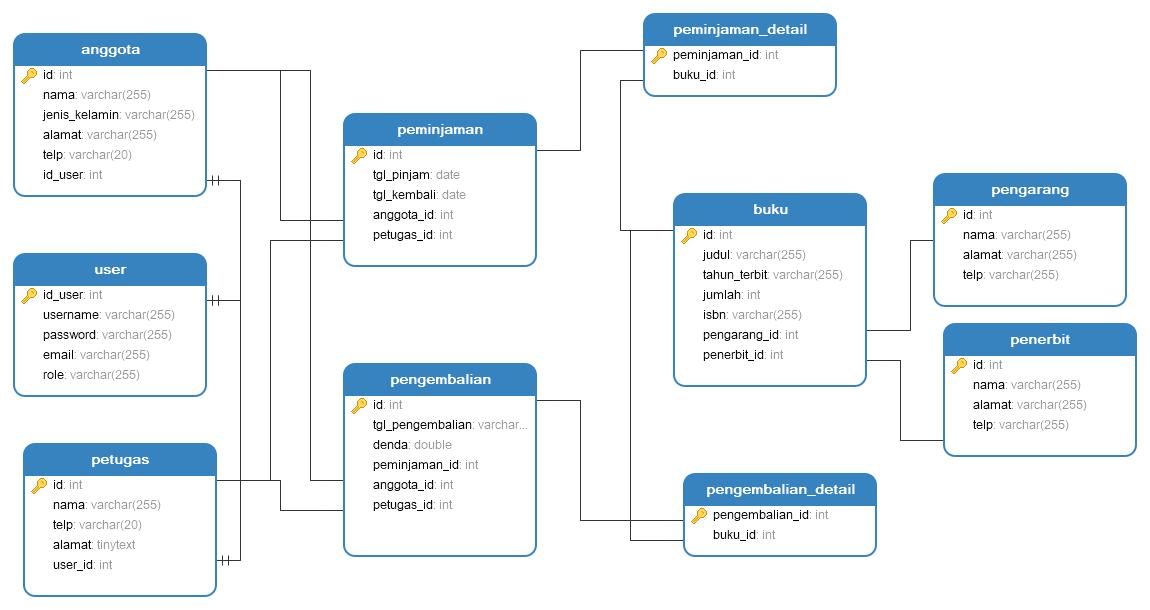 anggota
id: int
nama: varchar(255)
jenis_kelamin: varchar(255)
alamat: varchar(255)
telp: varchar(20)
id_user: int
user
id_user: int
username: varchar(255)
password: varchar(255)
email: varchar(255)
role: varchar(255)
petugas
id: int
nama: varchar(255)
telp: varchar(20)
alamat: tinytext
user_id: int
peminjaman
id: int
tgl_pinjam: date
tgl_kembali: date
anggota_id: int
petugas_id: int
pengembalian
id: int
tgl_pengembalian: varchar...
denda: double
peminjaman_id: int
anggota_id: int
petugas_id: int
peminjaman_detail
peminjaman_id: int
buku_id: int
buku
id: int
judul: varchar(255)
tahun_terbit: varchar(255)
jumlah: int
isbn: varchar(255)
pengarang_id: int
penerbit_id: int
pengembalian_detail
pengembalian_id: int
buku_id: int
pengarang
id: int
nama: varchar(255)
alamat: varchar(255)
telp: varchar(255)
penerbit
id: int
nama: varchar(255)
alamat: varchar(255)
telp: varchar(255)